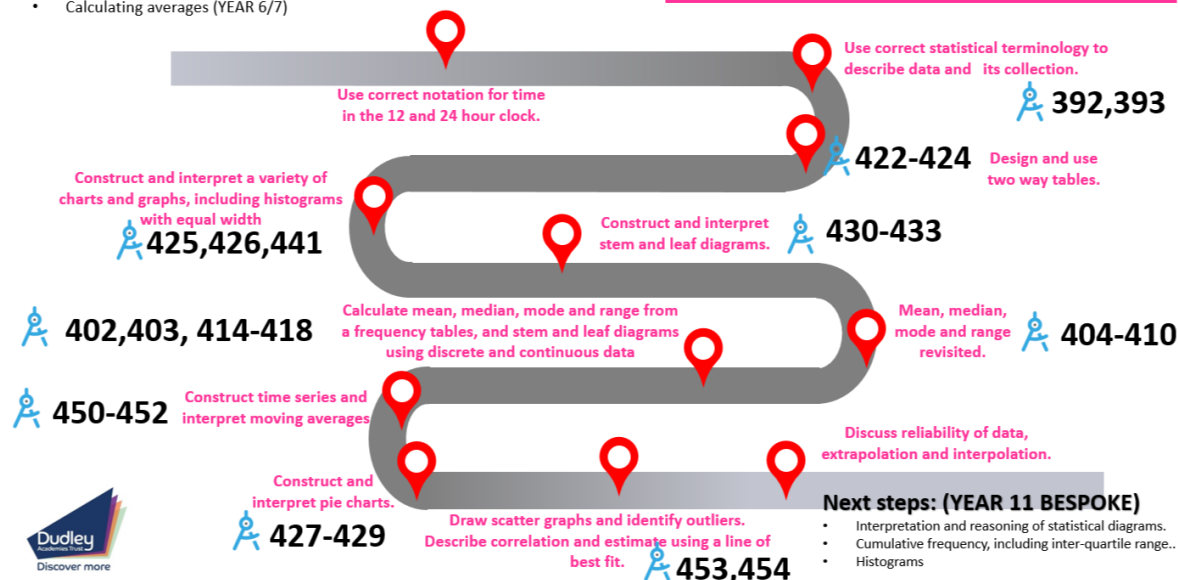 • Calculating averages (YEAR 6/7)
Use correct notation for time
in the 12 and 24 hour clock.
Use correct statistical terminology to
describe data and its collection.
392,393
422-424
Design and use
two way tables.
Construct and interpret a variety of
charts and graphs, including histograms
with equal width
425,426,441
Construct and interpret
stem and leaf diagrams.
430-433
402,403, 414-418
Calculate mean, median, mode and range from
a frequency tables, and stem and leaf diagrams
using discrete and continuous data
Mean, median,
mode and range
revisited.
404-410
450-452
Construct time series and
interpret moving averages
Construct and
interpret pie charts.
427-429
Draw scatter graphs and identify outliers.
Describe correlation and estimate using a line of
best fit.
453,454
Discuss reliability of data,
extrapolation and interpolation.
Next steps: (YEAR 11 BESPOKE)
• Interpretation and reasoning of statistical diagrams.
• Cumulative frequency, including inter-quartile range..
• Histograms
Dudley
Academies Trust
Discover more